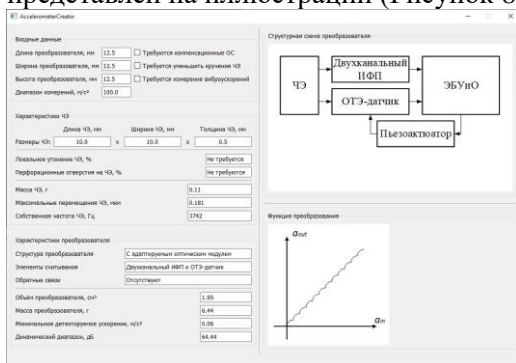 представлен на иллюстрации (Рисунок
AccelerometerCreator
Входные данные
Длина преобразователя, мм 12.5 Требуются компенсационные ОС
Ширина преобразователя, мм 12.5 Требуется уменьшить кручение ЧЭ
Высота преобразователя, мм 12.5 Требуется измерение виброускорений
Диапазон измерений, м/с² 100.0
Характеристики ЧЭ
Длина ЧЭ, мм Ширина ЧЭ, мм Толщина ЧЭ, мм
Размеры ЧЭ: 10.0 x 10.0 x 0.5
Локальное утонение ЧЭ, % Не требуется
Перфорационные отверстия на ЧЭ, % Не требуются
Масса ЧЭ, г 0.11
Максимальные перемещения ЧЭ, мкм 0.181
Собственная частота ЧЭ, Гц 3742
Характеристики преобразователя
Структура преобразователя С адаптируемым оптическим модулем
Элементы считывания Двухканальный ИФП и ОТЭ-датчик
Обратные связи Отсутствуют
Объём преобразователя, см³ 1.95
Масса преобразователя, г 6.44
Минимальное детектируемое ускорение, м/с² 0.06
Динамический диапазон, дБ 64.44
Структурная схема преобразователя
ЧЭ
Двухканальный
ИФП
ОТЭ-датчик
ЭБУиО
Пьезоактюатор
Функция преобразования
aout
ain